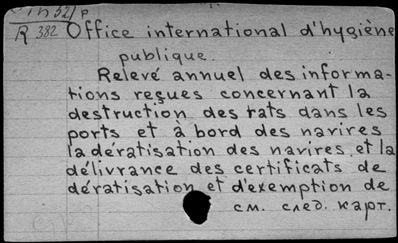 R 382 Office international d'hygiène
publique.
Relevé annuel des informa-
tions reçues concernant la
destruction des rats dans les
ports et à bord des navires
la dératisation des navires et la
délivrance des certificats de
dératisation et d'exemption de
см. след. карт.